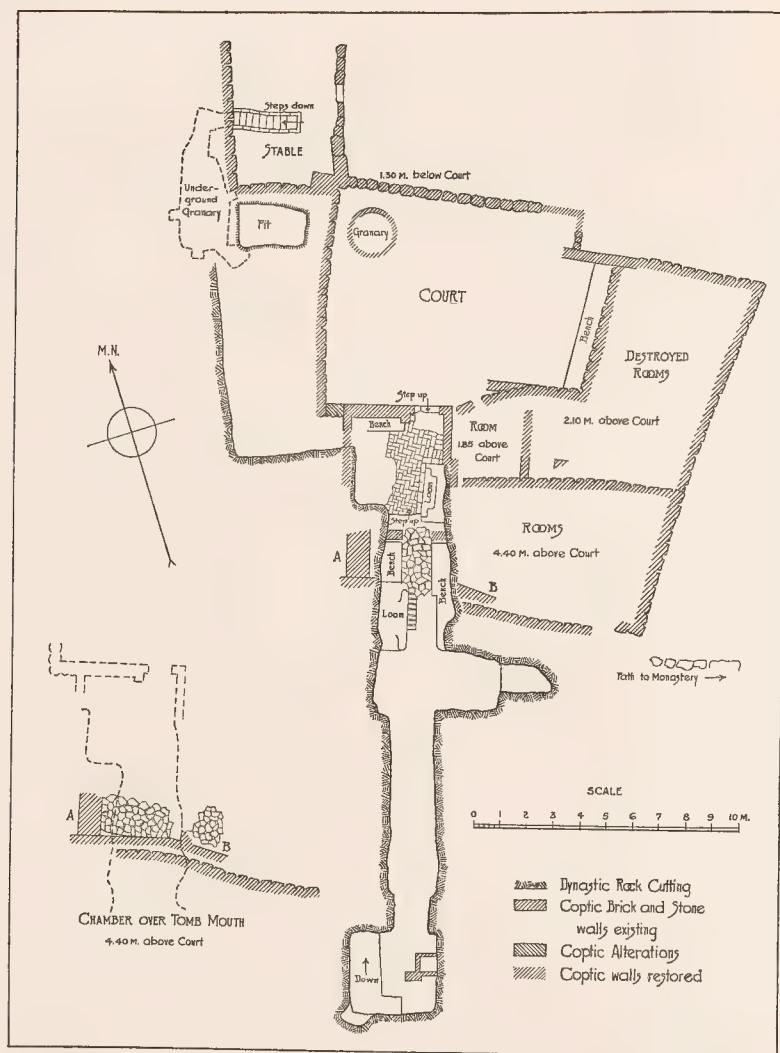 Steps down
STABLE
1.30 M. below Court
Under-
ground
Granary
Pit
Granary
COURT
M.N.
Bench
DESTROYED
ROOMS
2.10 M. above Court
Step up
Bench
ROOM
1.85 above
Court
Loom
Step up
ROOMS
4.40 M. above Court
A
Bench
Bench
B
Loom
Path to Monastery
A
B
SCALE
0 1 2 3 4 5 6 7 8 9 10 M.
CHAMBER OVER TOMB MOUTH
4.40 M. above Court
Down
Dynastic Rock Cutting
Coptic Brick and Stone
walls existing
Coptic Alterations
Coptic walls restored